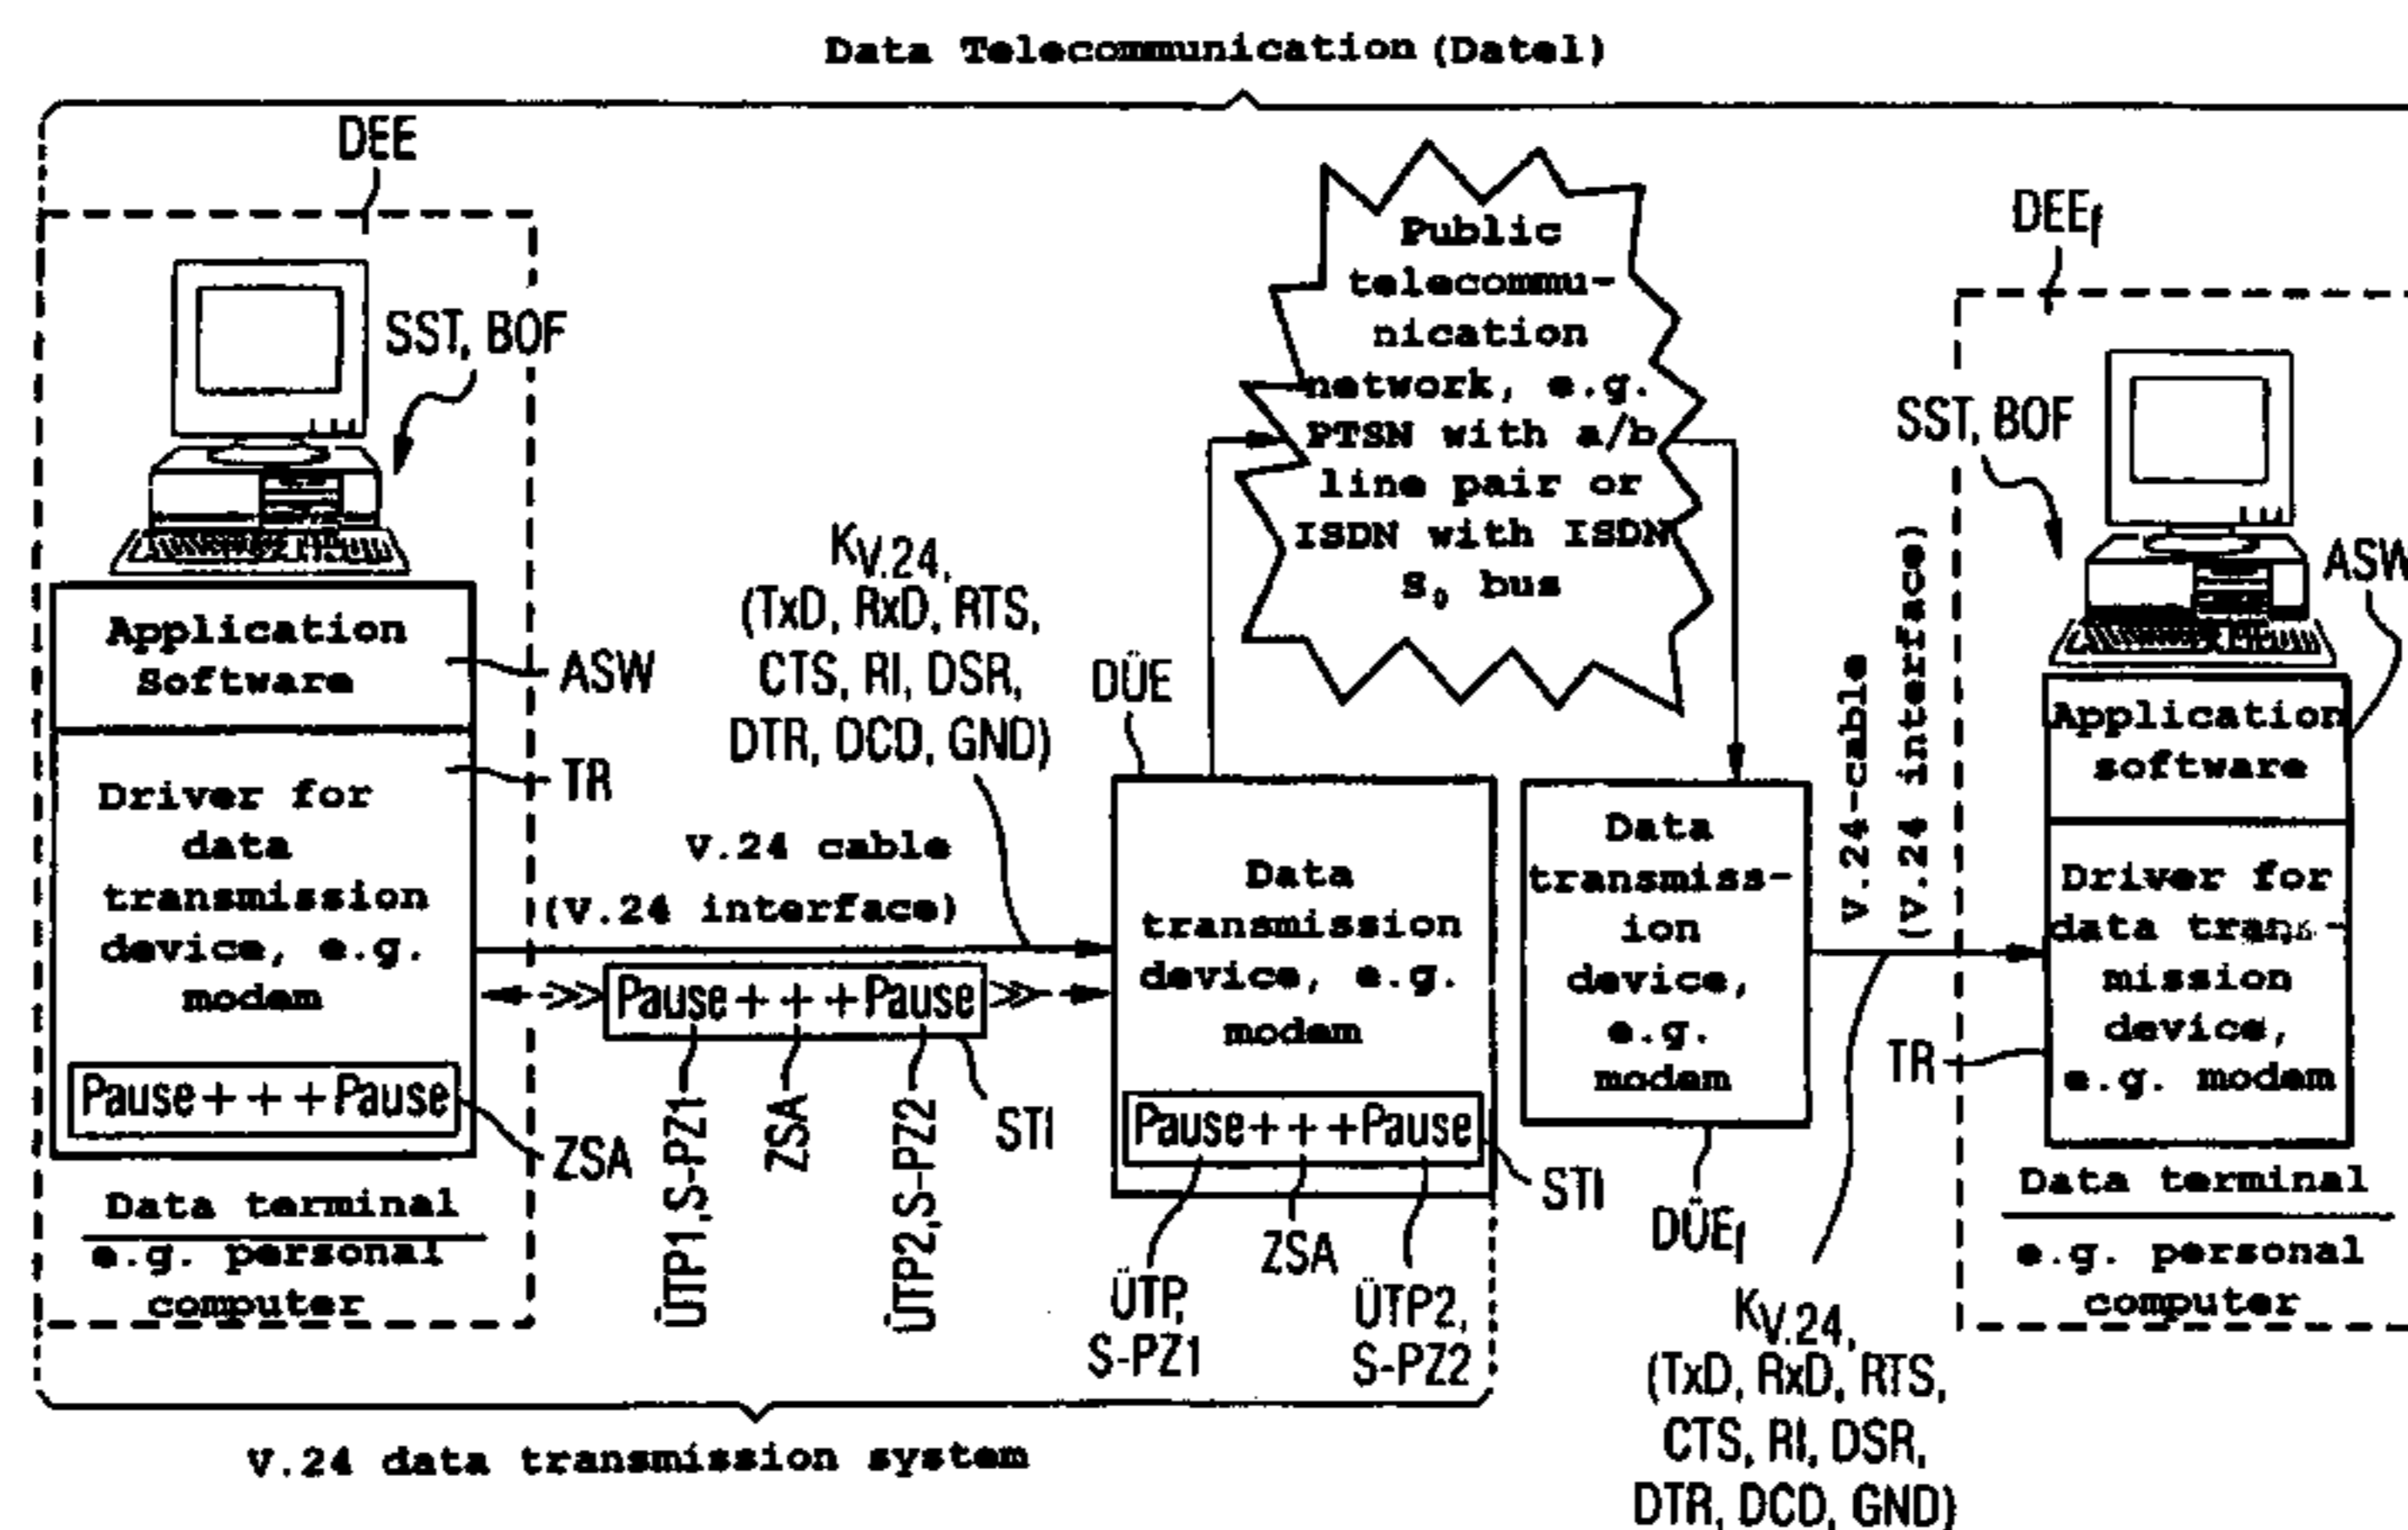 Data Telecommunication (Datel)
DEE
SST, BOF
Application
Software
ASW
TR
Driver for
data
transmission
device, e.g.
modem
Pause + + + Pause
ZSA
Data terminal
e.g. personal
computer
KV.24,
(TxD, RxD, RTS,
CTS, RI, DSR,
DTR, DCD, GND)
V.24 cable
(V.24 interface)
Pause + + + Pause
ÜTP1,S-PZ1
ZSA
ÜTP2,S-PZ2
STI
DÜE
Data
transmission
device, e.g.
modem
Pause + + + Pause
STI
ÜTP,
S-PZ1
ZSA
ÜTP2,
S-PZ2
V.24 data transmission system
Public
telecommu-
nication
network, e.g.
PTSN with a/b
line pair or
ISDN with ISDN
S0 bus
Data
transmiss-
ion
device,
e.g.
modem
DÜEf
V.24-cable
(V.24 interface)
KV.24,
(TxD, RxD, RTS,
CTS, RI, DSR,
DTR, DCD, GND)
DEEf
SST, BOF
ASW
Application
software
TR
Driver for
data trans-
mission
device,
e.g. modem
Data terminal
e.g. personal
computer